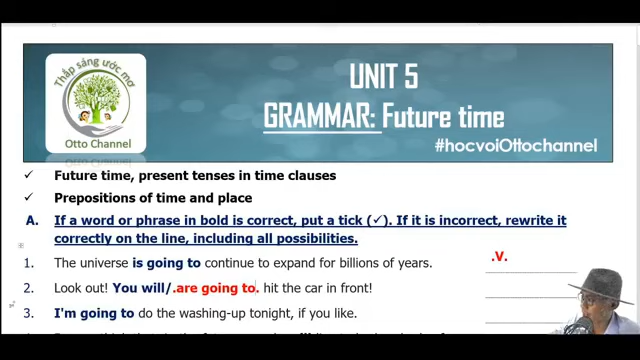 Thắp sáng ước mơ
Otto Channel
UNIT 5
GRAMMAR: Future time
#hocvoiOttochannel
✓ Future time, present tenses in time clauses
✓ Prepositions of time and place
A. If a word or phrase in bold is correct, put a tick (✓). If it is incorrect, rewrite it
correctly on the line, including all possibilities.
1. The universe is going to continue to expand for billions of years.
.V.
2. Look out! You will/.are going to. hit the car in front!
3. I'm going to do the washing-up tonight, if you like.